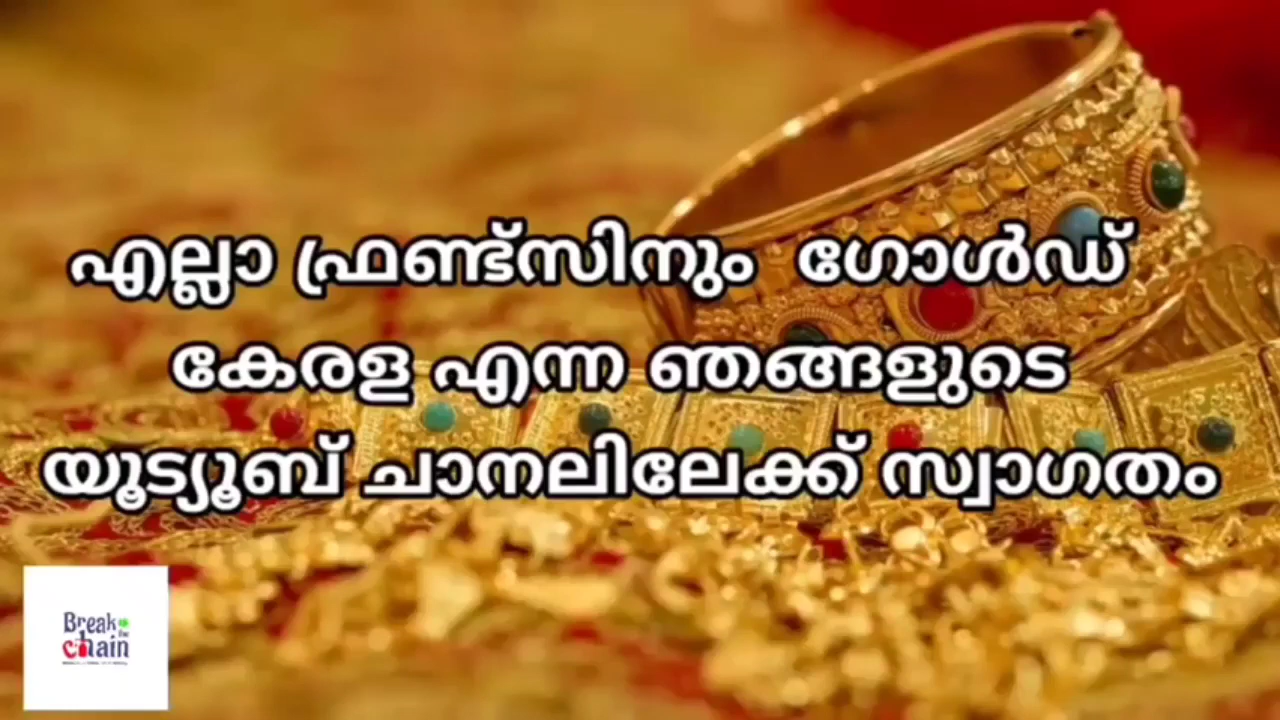 എല്ലാ ഫ്രണ്ട്സിനും ഗോൾഡ്
കേരള എന്ന ഞങ്ങളുടെ
യൂട്യൂബ് ചാനലിലേക്ക് സ്വാഗതം
Break
the
chain